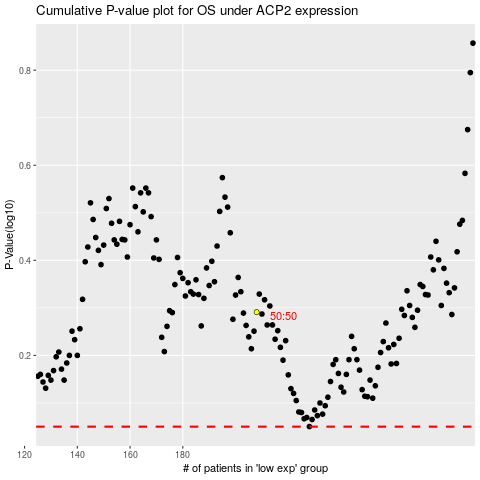 Cumulative P-value plot for OS under ACP2 expression
P-Value(log10)
0.8
0.6
0.4
0.2
50:50
120 140 160 180
# of patients in 'low exp' group